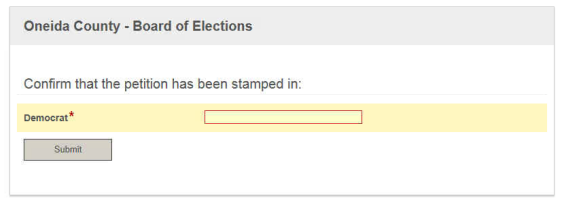 Oneida County - Board of Elections
Confirm that the petition has been stamped in:
Democrat*
Submit